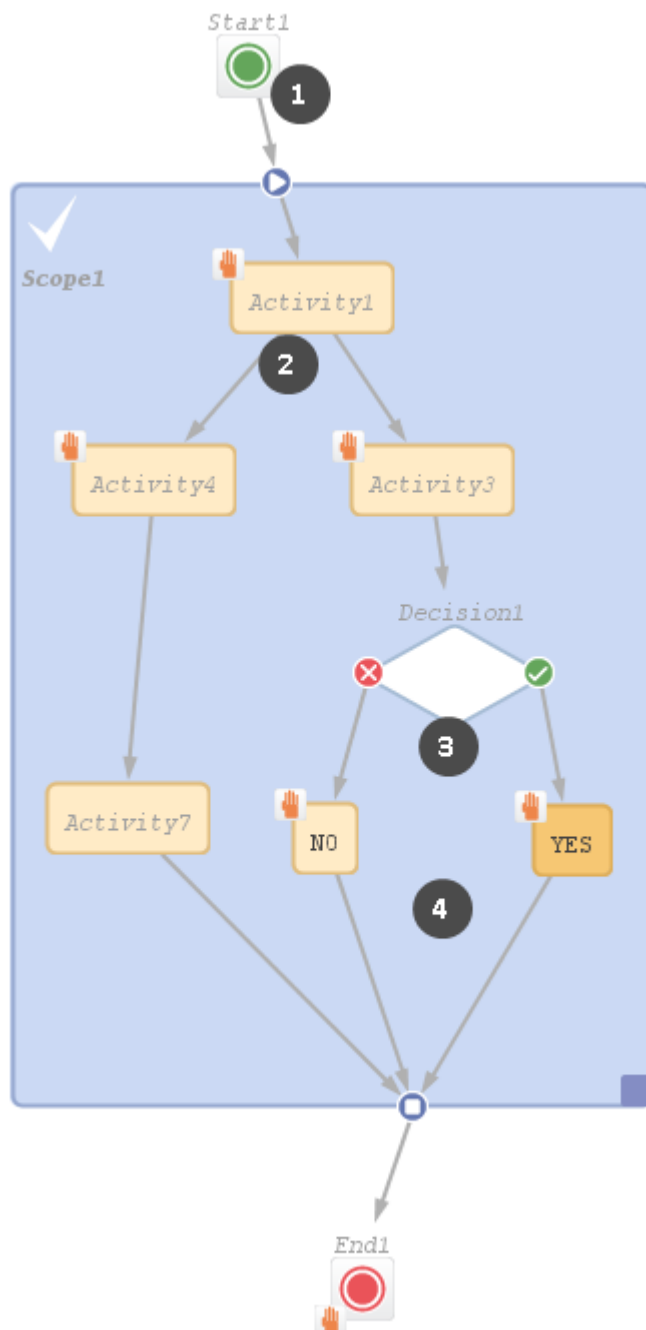 Start1
1
Scope1
Activity1
2
Activity4
Activity3
Decision1
3
Activity7
NO
YES
4
End1